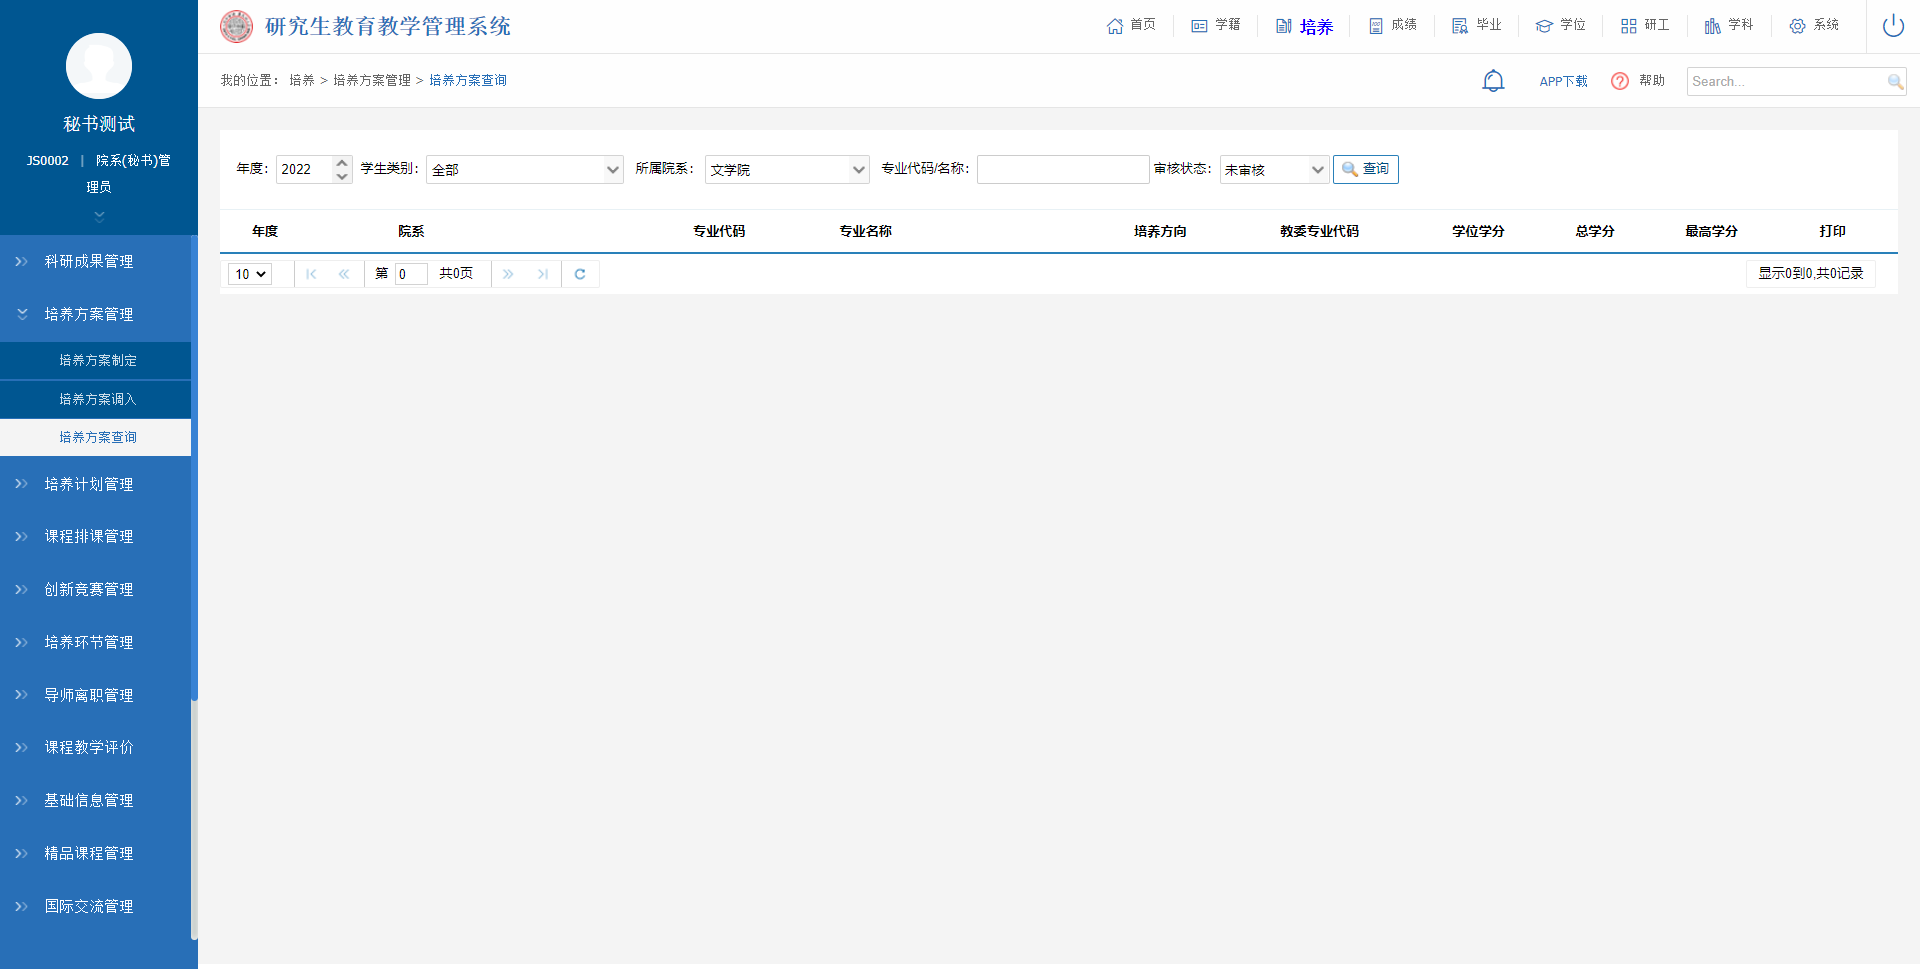 研究生教育教学管理系统
首页 学籍 培养 成绩 毕业 学位 研工 学科 系统
我的位置： 培养 > 培养方案管理 > 培养方案查询
APP下载 帮助 Search...
秘书测试
JS0002 | 院系(秘书)管
理员
科研成果管理
培养方案管理
培养方案制定
培养方案调入
培养方案查询
培养计划管理
课程排课管理
创新竞赛管理
培养环节管理
导师离职管理
课程教学评价
基础信息管理
精品课程管理
国际交流管理
年度： 2022 学生类别： 全部 所属院系： 文学院 专业代码/名称： 审核状态： 未审核 查询
年度 院系 专业代码 专业名称 培养方向 教委专业代码 学位学分 总学分 最高学分 打印
10 第 0 共0页 显示0到0,共0记录